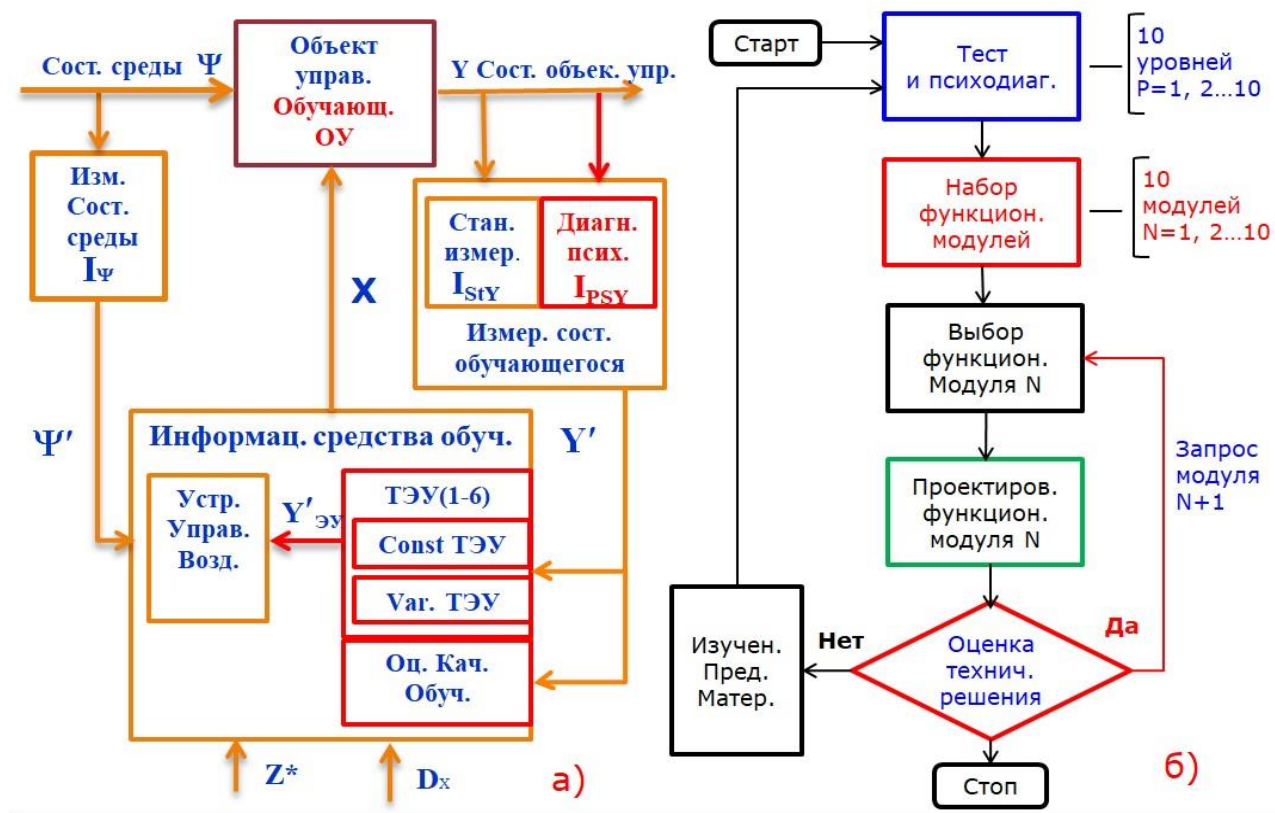 Сост. среды Ψ
Объект
управ.
Обучающ.
ОУ
Y Сост. объек. упр.
Изм.
Сост.
среды
IΨ
X
Стан.
измер.
IStY
Диагн.
псих.
IPSY
Измер. сост.
обучающегося
Ψ′
Y′
Информац. средства обуч.
Устр.
Управ.
Возд.
Y′ЭУ
ТЭУ(1-6)
Const ТЭУ
Var. ТЭУ
Оц. Кач.
Обуч.
Z*
Dx
а)
Старт
Тест
и психодиаг.
10
уровней
P=1, 2...10
Набор
функцион.
модулей
10
модулей
N=1, 2...10
Выбор
функцион.
Модуля N
Запрос
модуля
N+1
Проектиров.
функцион.
модуля N
Изучен.
Пред.
Матер.
Нет
Оценка
технич.
решения
Да
Стоп
б)